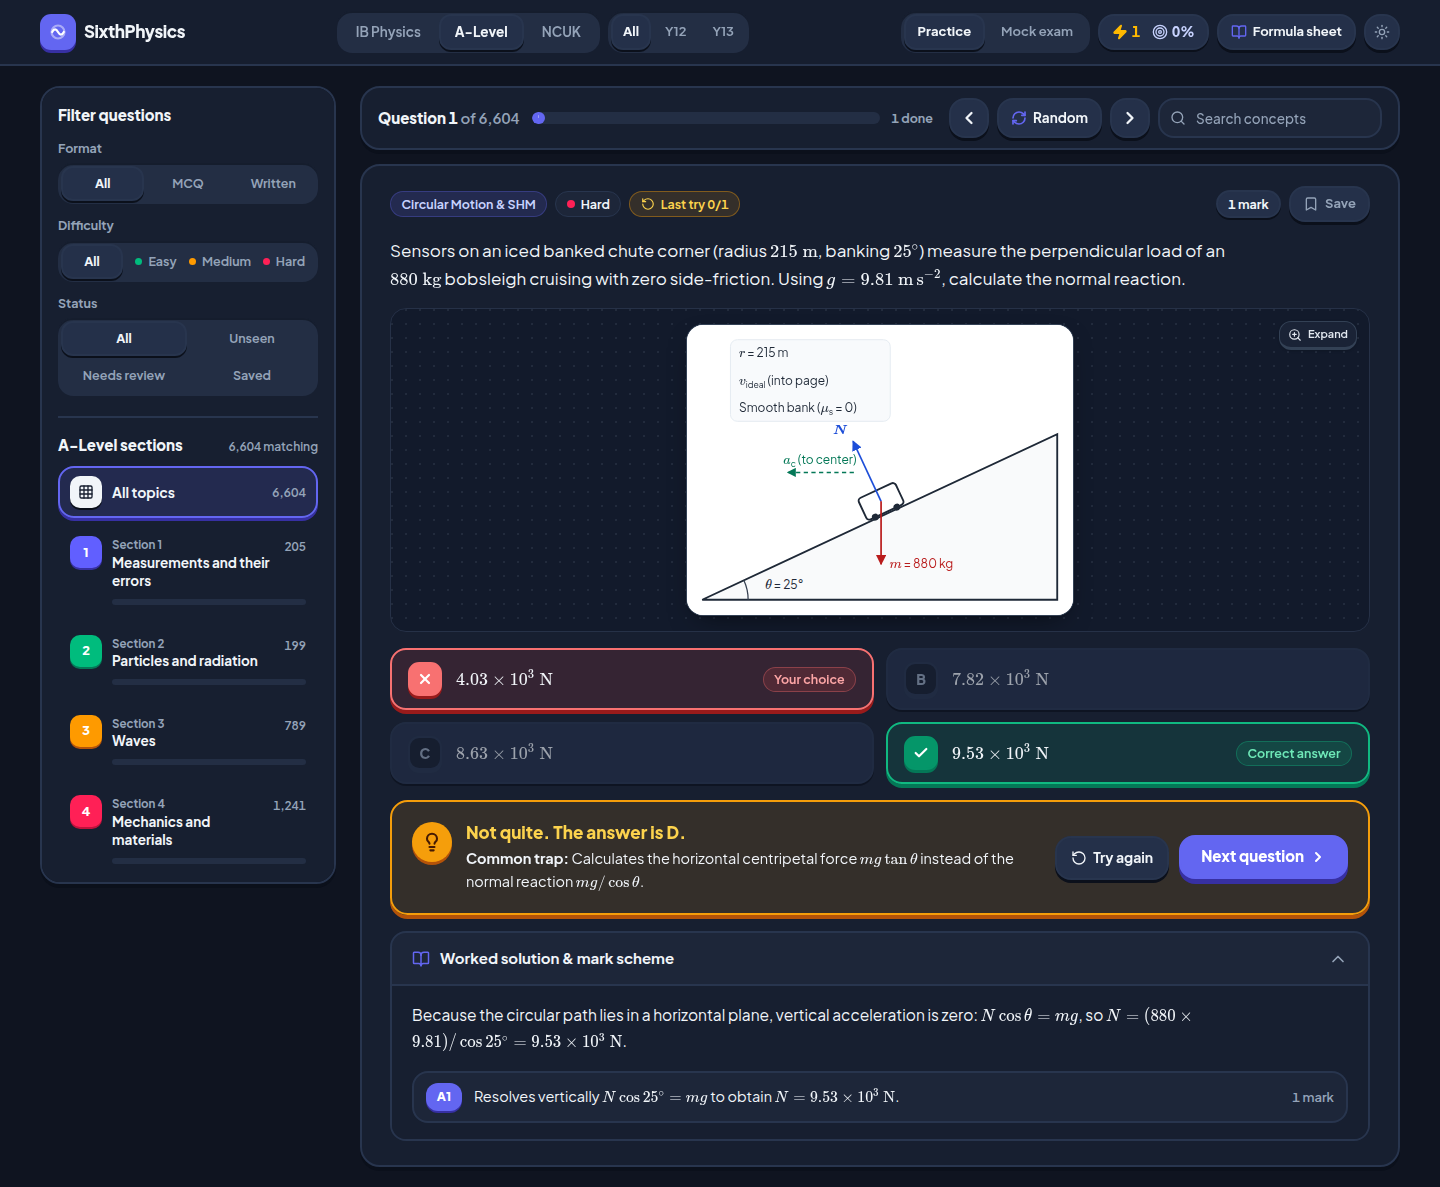 SixthPhysics
IB Physics A-Level NCUK All Y12 Y13
Practice Mock exam 1 0% Formula sheet
Filter questions
Format
All MCQ Written
Difficulty
All Easy Medium Hard
Status
All Unseen
Needs review Saved
A-Level sections 6,604 matching
All topics 6,604
1 Section 1 205
Measurements and their
errors
2 Section 2 199
Particles and radiation
3 Section 3 789
Waves
4 Section 4 1,241
Mechanics and
materials
Question 1 of 6,604 1 done Random Search concepts
Circular Motion & SHM Hard Last try 0/1 1 mark Save
Sensors on an iced banked chute corner (radius 215 m, banking 25°) measure the perpendicular load of an
880 kg bobsleigh cruising with zero side-friction. Using g = 9.81 m s⁻², calculate the normal reaction.
Expand
r = 215 m
v_ideal (into page)
Smooth bank (μ_s = 0)
N
a_c (to center)
m = 880 kg
θ = 25°
4.03 × 10³ N Your choice
B 7.82 × 10³ N
C 8.63 × 10³ N
9.53 × 10³ N Correct answer
Not quite. The answer is D.
Common trap: Calculates the horizontal centripetal force mg tan θ instead of the
normal reaction mg/ cos θ.
Try again Next question
Worked solution & mark scheme
Because the circular path lies in a horizontal plane, vertical acceleration is zero: N cos θ = mg, so N = (880 ×
9.81)/ cos 25° = 9.53 × 10³ N.
A1 Resolves vertically N cos 25° = mg to obtain N = 9.53 × 10³ N. 1 mark